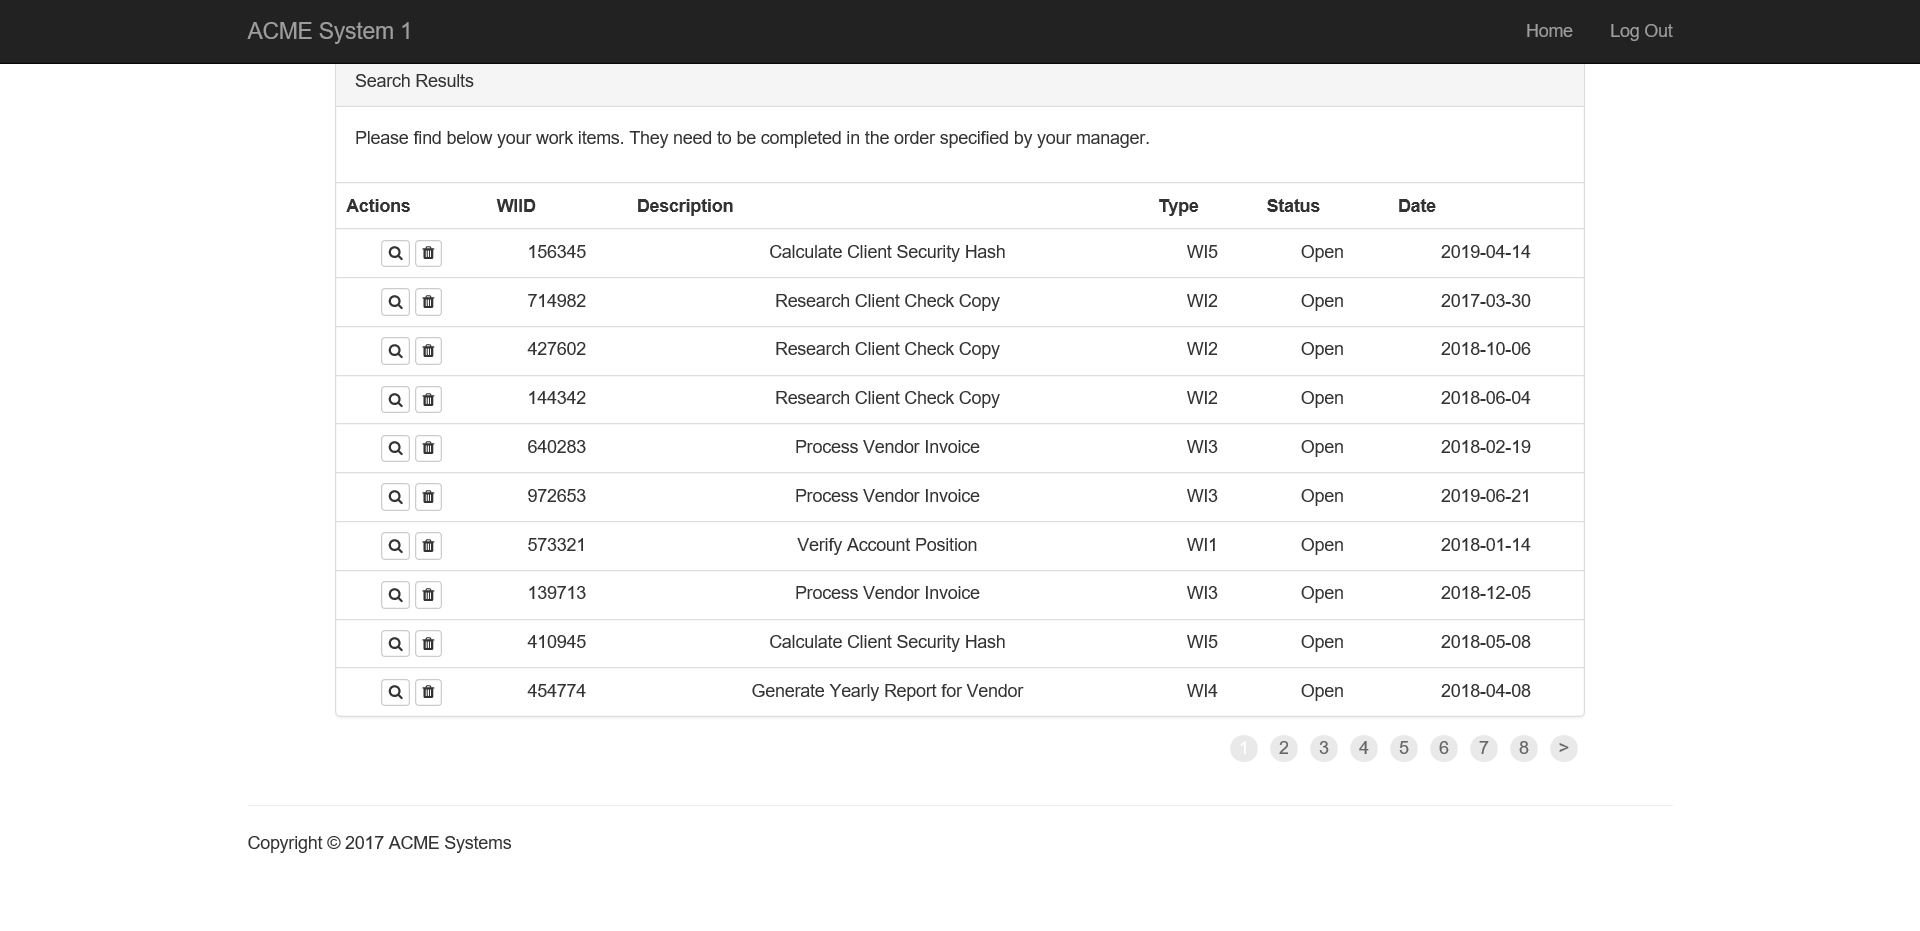 ACME System 1 Home Log Out
Search Results
Please find below your work items. They need to be completed in the order specified by your manager.
Actions WIID Description Type Status Date
156345 Calculate Client Security Hash WI5 Open 2019-04-14
714982 Research Client Check Copy WI2 Open 2017-03-30
427602 Research Client Check Copy WI2 Open 2018-10-06
144342 Research Client Check Copy WI2 Open 2018-06-04
640283 Process Vendor Invoice WI3 Open 2018-02-19
972653 Process Vendor Invoice WI3 Open 2019-06-21
573321 Verify Account Position WI1 Open 2018-01-14
139713 Process Vendor Invoice WI3 Open 2018-12-05
410945 Calculate Client Security Hash WI5 Open 2018-05-08
454774 Generate Yearly Report for Vendor WI4 Open 2018-04-08
1 2 3 4 5 6 7 8 >
Copyright © 2017 ACME Systems